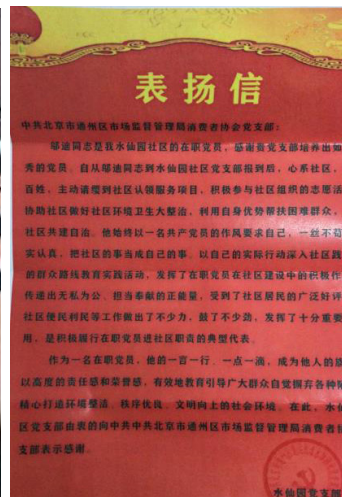 表扬信
中共北京市通州区市场监督管理局消费者协会党支部：
邬迪同志是我水仙园社区的在职党员，感谢贵党支部培养出如
秀的党员。自从邬迪同志到水仙园社区党支部报到后，心系社区，
百姓，主动请缨到社区认领服务项目，积极参与社区组织的志愿活
协助社区做好社区环境卫生大整治，利用自身优势帮扶困难群众，
社区共建自治。他始终以一名共产党员的作风要求自己，一丝不苟
实认真，把社区的事当成自己的事。以自己的实际行动深入社区践
的群众路线教育实践活动，发挥了在职党员在社区建设中的积极作
传递出无私为公、担当奉献的正能量，受到了社区居民的广泛好评
社区便民利民等工作做出了不少力，鼓了不少劲，发挥了十分重要
用，是积极履行在职党员进社区职责的典型代表。
作为一名在职党员，他的一言一行、一点一滴，成为他人的
以高度的责任感和荣誉感，有效地教育引导广大群众自觉摒弃各种
精心打造环境整洁、秩序优良、文明向上的社会环境。在此，水仙
区党支部由衷的向中共中共北京市通州区市场监督管理局消费者协
支部表示感谢。
水仙园党支部